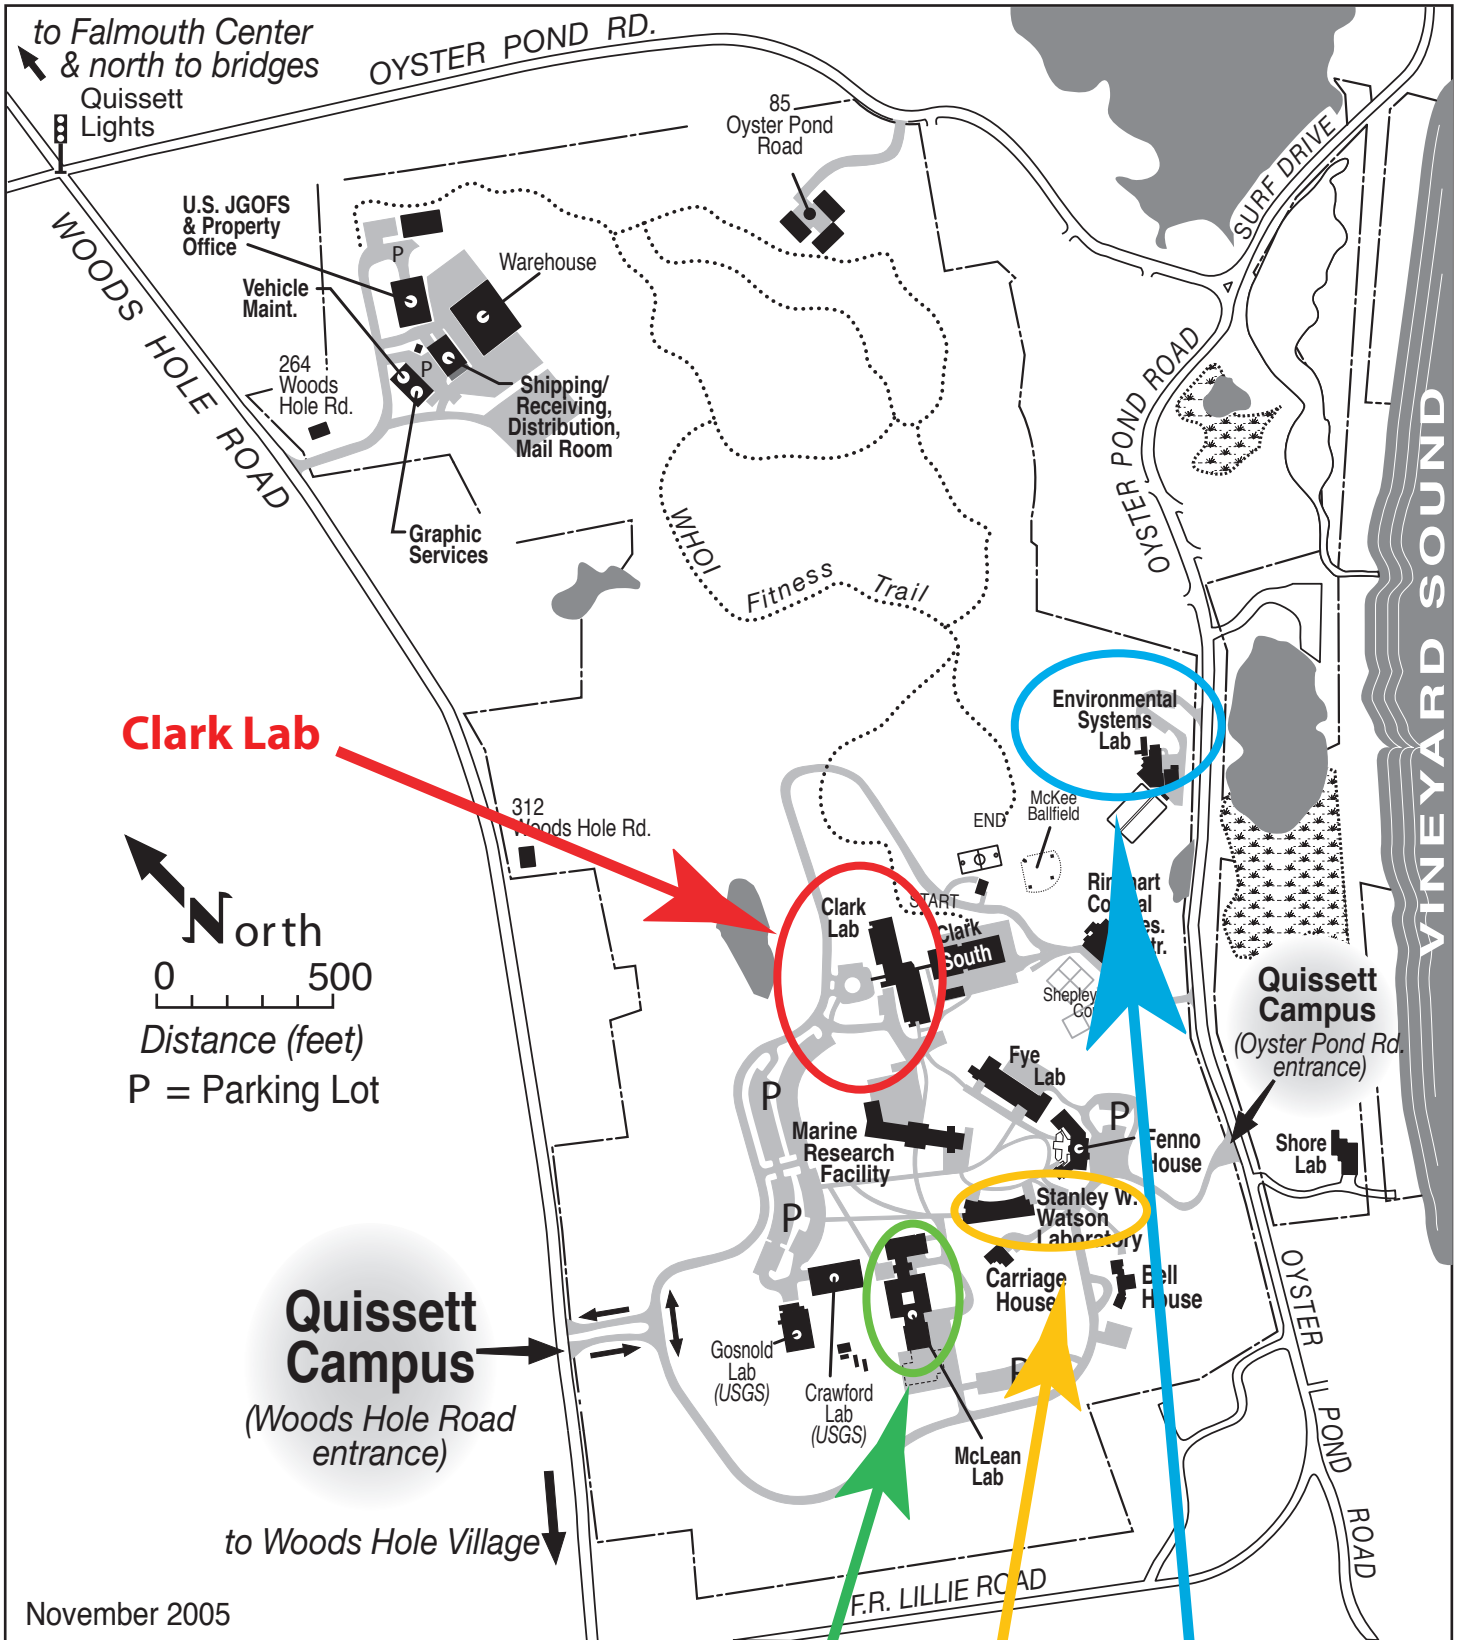 to Falmouth Center
& north to bridges
Quissett
Lights
OYSTER POND RD.
85
Oyster Pond
Road
SURF DRIVE
U.S. JGOFS
& Property
Office
P
Warehouse
Vehicle
Maint.
WOODS HOLE ROAD
264
Woods
Hole Rd.
P
Shipping/
Receiving,
Distribution,
Mail Room
Graphic
Services
WHOI Fitness Trail
OYSTER POND ROAD
VINEYARD SOUND
Environmental
Systems
Lab
Clark Lab
312
Woods Hole Rd.
END
McKee
Ballfield
START
Clark
Lab
Clark
South
North
0 500
Distance (feet)
P = Parking Lot
Shepley
Quissett
Campus
(Oyster Pond Rd.
entrance)
Fye
Lab
P
P
Marine
Research
Facility
Fenno
House
Shore
Lab
Stanley W.
Watson
Laboratory
P
Carriage
House
Bell
House
Quissett
Campus
(Woods Hole Road
entrance)
Gosnold
Lab
(USGS)
Crawford
Lab
(USGS)
P
McLean
Lab
OYSTER POND ROAD
to Woods Hole Village
F.R. LILLIE ROAD
November 2005